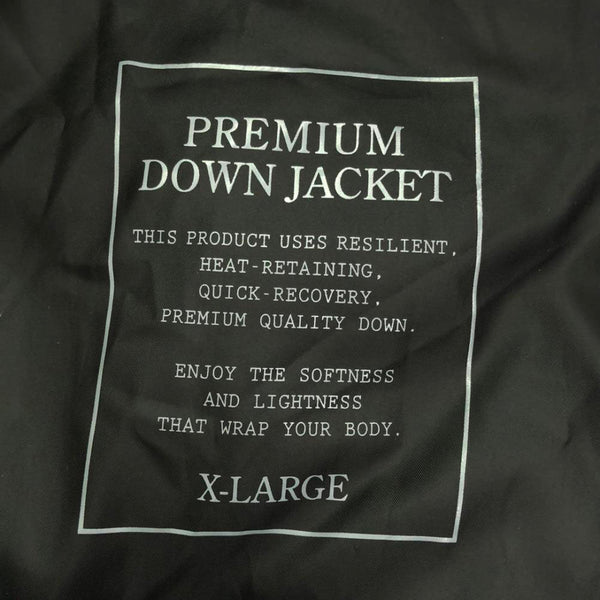 PREMIUM
DOWN JACKET
THIS PRODUCT USES RESILIENT,
HEAT-RETAINING,
QUICK-RECOVERY,
PREMIUM QUALITY DOWN.
ENJOY THE SOFTNESS
AND LIGHTNESS
THAT WRAP YOUR BODY.
X-LARGE